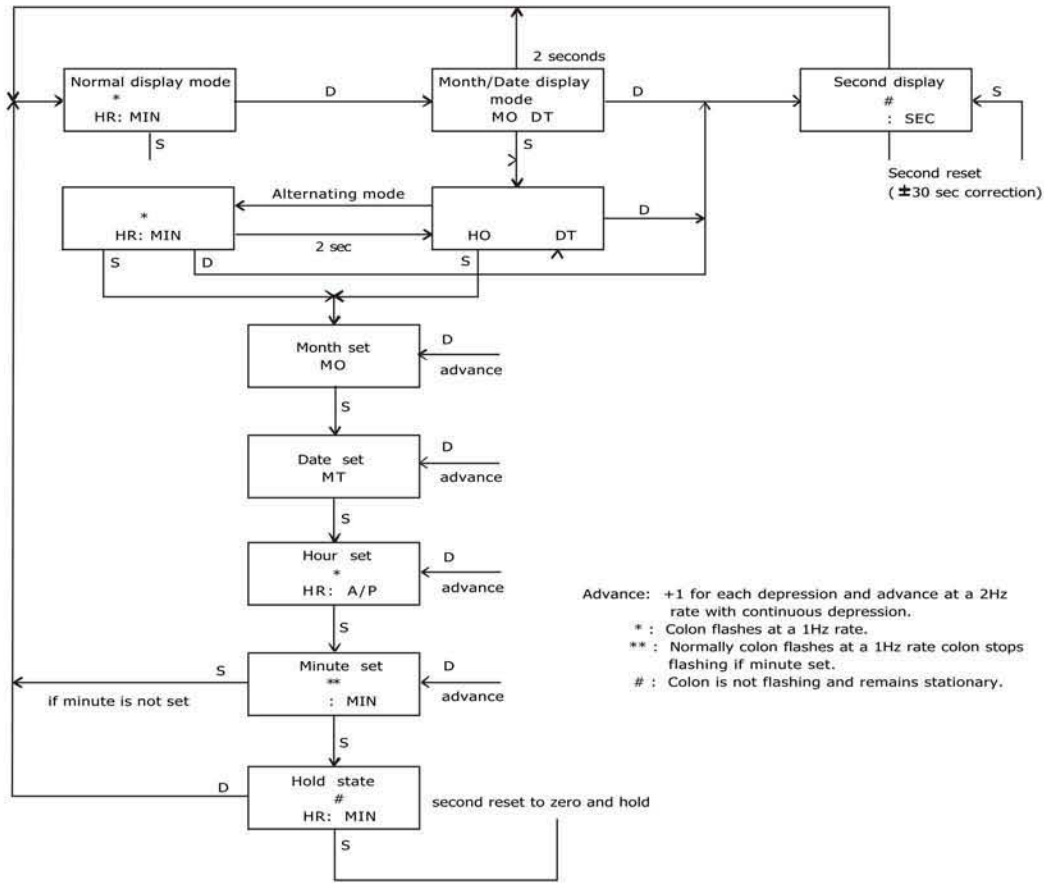 2 seconds
Normal display mode
*
HR: MIN
D
Month/Date display
mode
MO DT
D
Second display
#
: SEC
S
S
S
Second reset
(±30 sec correction)
Alternating mode
*
HR: MIN
2 sec
HO DT
D
S
D
S
Month set
MO
D
advance
S
Date set
MT
D
advance
S
Hour set
*
HR: A/P
D
advance
S
Minute set
**
: MIN
D
advance
S
if minute is not set
S
Hold state
#
HR: MIN
D
second reset to zero and hold
S
Advance: +1 for each depression and advance at a 2Hz
rate with continuous depression.
* : Colon flashes at a 1Hz rate.
** : Normally colon flashes at a 1Hz rate colon stops
flashing if minute set.
# : Colon is not flashing and remains stationary.